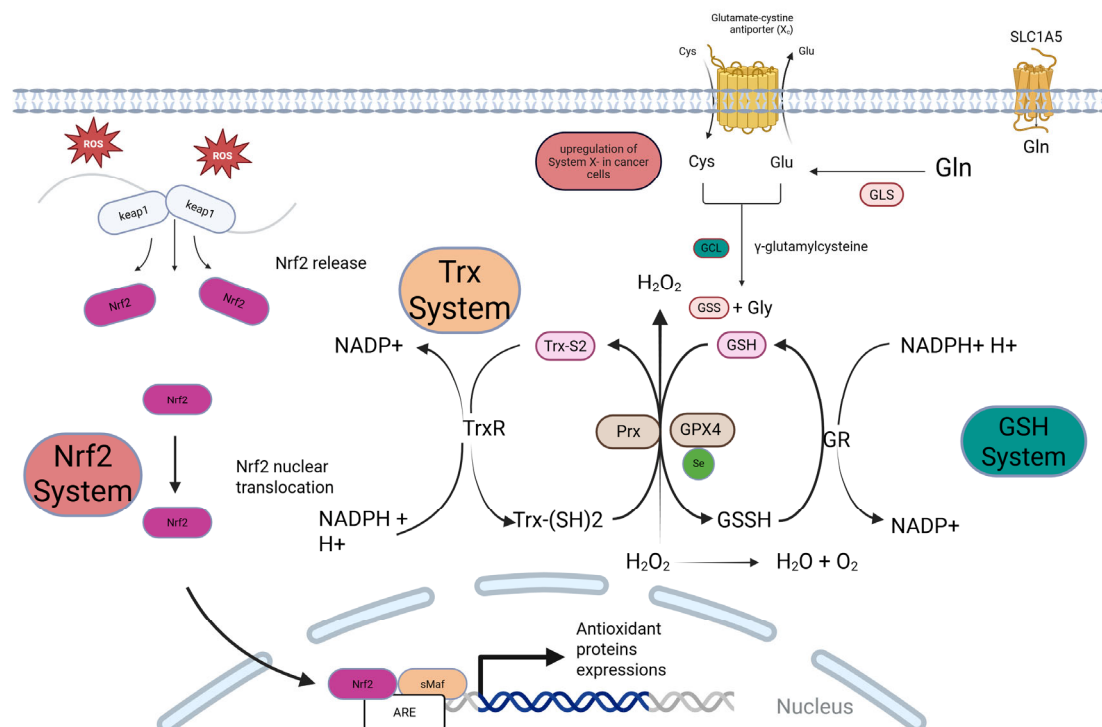 Glutamate-cystine
antiporter (Xc)
Cys
Glu
SLC1A5
Gln
ROS
ROS
keap1
keap1
upregulation of
System X- in cancer
cells
Cys
Glu
Gln
GLS
GCL
γ-glutamylcysteine
Nrf2 release
Nrf2
Nrf2
Trx
System
H₂O₂
GSS
+ Gly
NADP+
Trx-S2
GSH
NADPH+ H+
Nrf2
TrxR
Prx
GPX4
Se
GR
GSH
System
Nrf2
System
Nrf2 nuclear
translocation
Nrf2
NADPH +
H+
Trx-(SH)2
GSSH
NADP+
H₂O₂
H₂O + O₂
Antioxidant
proteins
expressions
Nrf2
sMaf
ARE
Nucleus